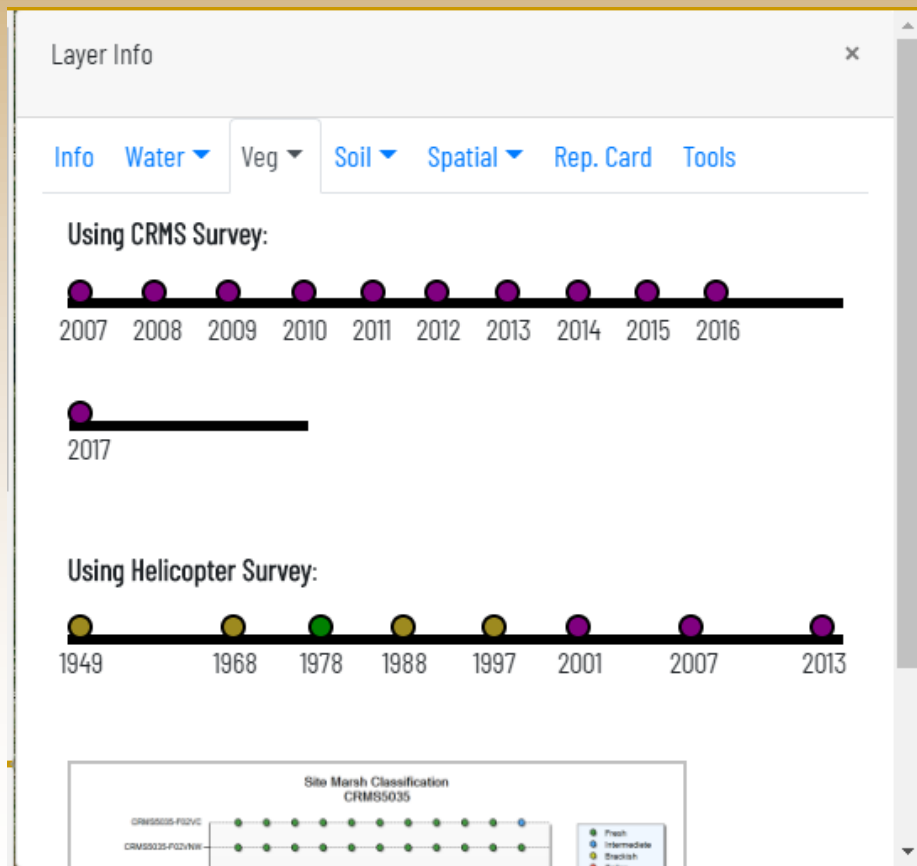 Layer Info ×
Info Water Veg Soil Spatial Rep. Card Tools
Using CRMS Survey:
2007 2008 2009 2010 2011 2012 2013 2014 2015 2016
2017
Using Helicopter Survey:
1949 1968 1978 1988 1997 2001 2007 2013
Site Marsh Classification
CRMS5035
CRMS5035-F02VC
Fresh
CRMS5035-F02VNW
Intermediate
Brackish